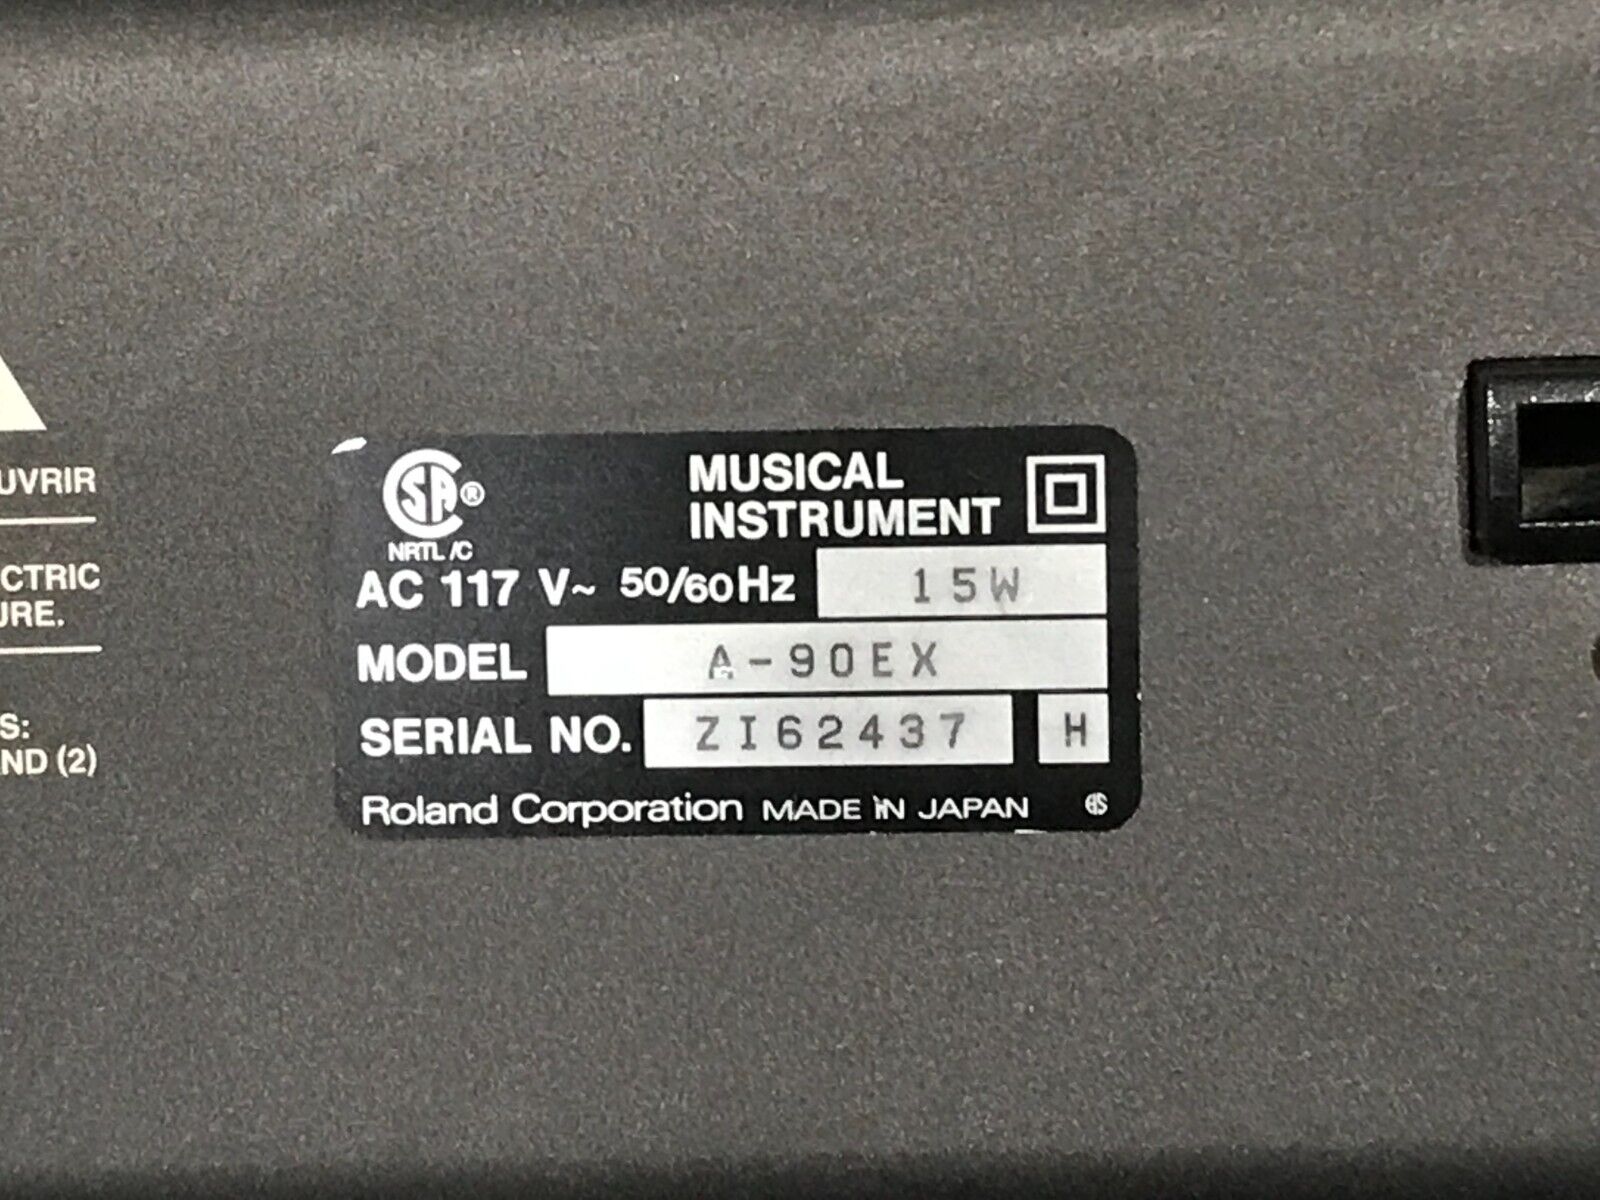 UVRIR
CTRIC
URE.
S:
ND (2)
CSA®
NRTL/C
MUSICAL
INSTRUMENT
AC 117 V~ 50/60Hz 15W
MODEL A-90EX
SERIAL NO. ZI62437 H
Roland Corporation MADE IN JAPAN